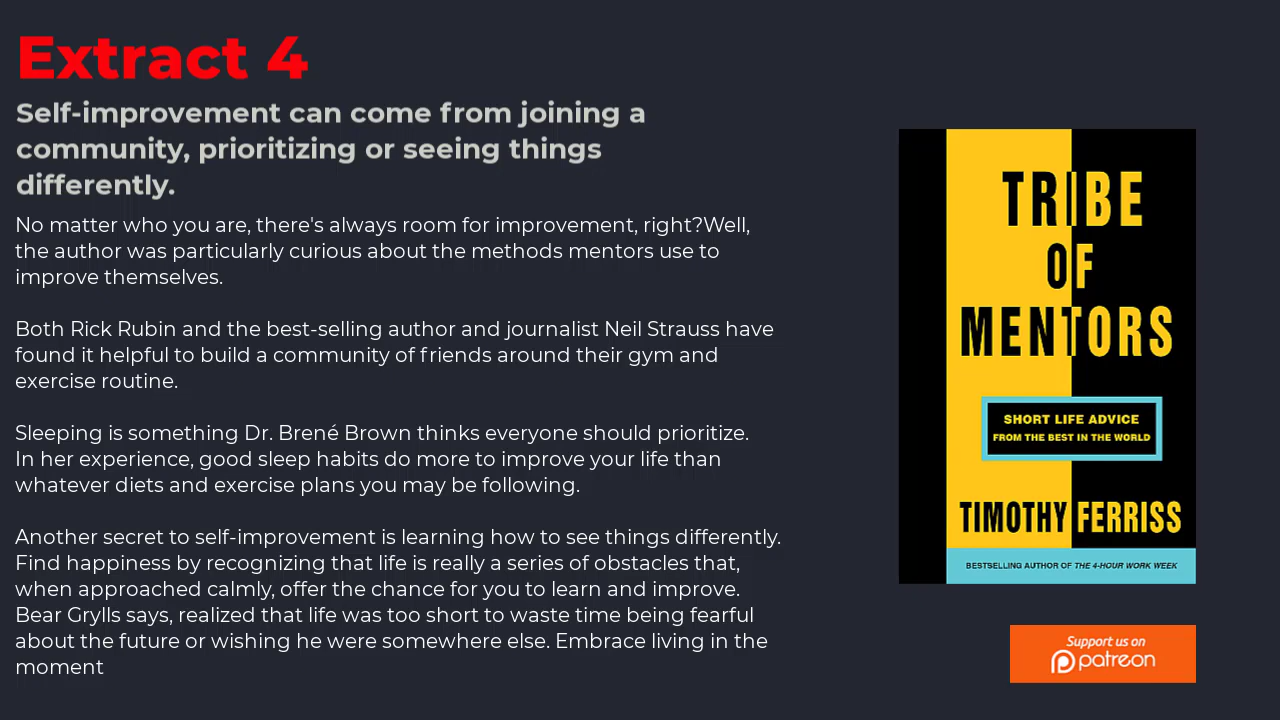 Extract 4
Self-improvement can come from joining a
community, prioritizing or seeing things
differently.
No matter who you are, there's always room for improvement, right?Well,
the author was particularly curious about the methods mentors use to
improve themselves.
Both Rick Rubin and the best-selling author and journalist Neil Strauss have
found it helpful to build a community of friends around their gym and
exercise routine.
Sleeping is something Dr. Brené Brown thinks everyone should prioritize.
In her experience, good sleep habits do more to improve your life than
whatever diets and exercise plans you may be following.
Another secret to self-improvement is learning how to see things differently.
Find happiness by recognizing that life is really a series of obstacles that,
when approached calmly, offer the chance for you to learn and improve.
Bear Grylls says, realized that life was too short to waste time being fearful
about the future or wishing he were somewhere else. Embrace living in the
moment
TRIBE
OF
MENTORS
SHORT LIFE ADVICE
FROM THE BEST IN THE WORLD
TIMOTHY FERRISS
BESTSELLING AUTHOR OF THE 4-HOUR WORK WEEK
Support us on
patreon